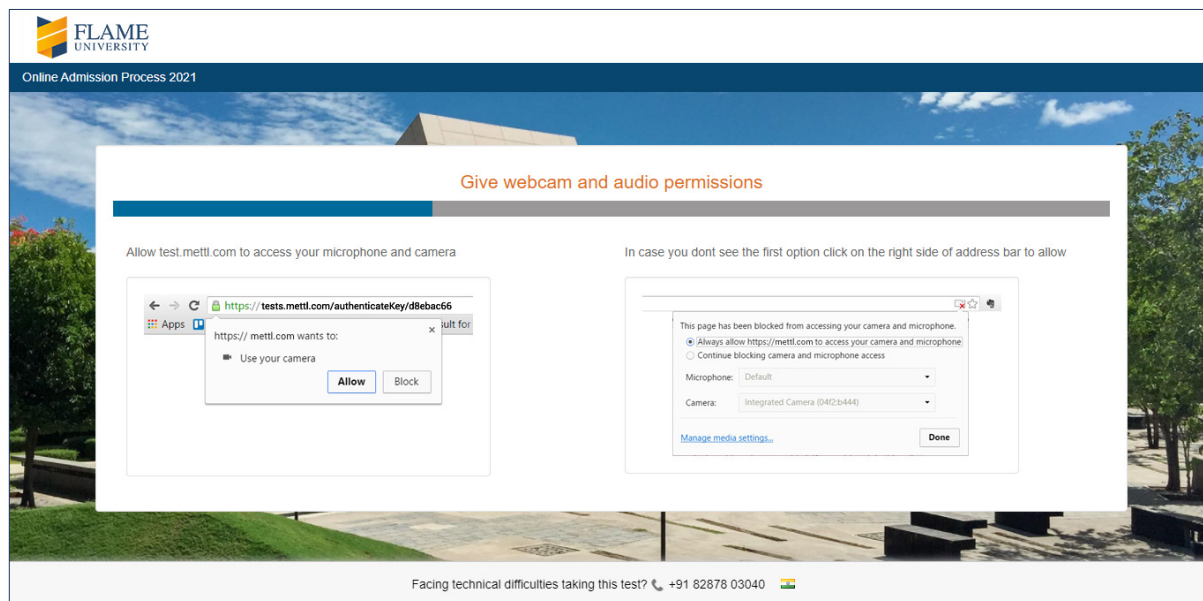 FLAME
UNIVERSITY
Online Admission Process 2021
Give webcam and audio permissions
Allow test.mettl.com to access your microphone and camera
https://tests.mettl.com/authenticateKey/d8ebac66
Apps
sult for
https:// mettl.com wants to:
×
Use your camera
Allow
Block
In case you dont see the first option click on the right side of address bar to allow
This page has been blocked from accessing your camera and microphone.
Always allow https://mettl.com to access your camera and microphone
Continue blocking camera and microphone access
Microphone: Default
Camera: Integrated Camera (04f2:b444)
Manage media settings...
Done
Facing technical difficulties taking this test? +91 82878 03040